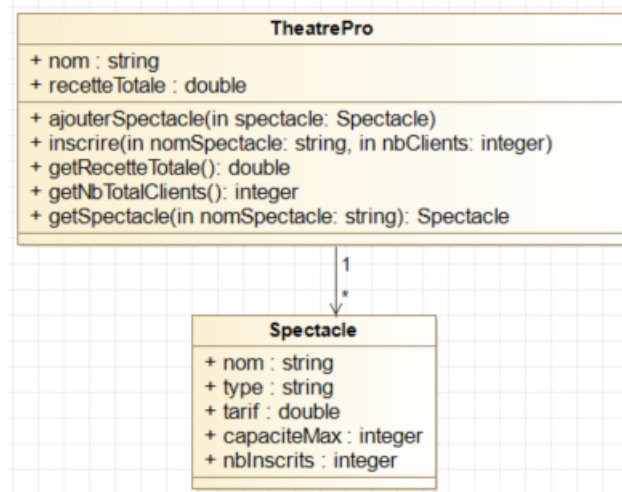 TheatrePro
+ nom : string
+ recetteTotale : double
+ ajouterSpectacle(in spectacle: Spectacle)
+ inscrire(in nomSpectacle: string, in nbClients: integer)
+ getRecetteTotale(): double
+ getNbTotalClients(): integer
+ getSpectacle(in nomSpectacle: string): Spectacle
1
*
Spectacle
+ nom : string
+ type : string
+ tarif : double
+ capaciteMax : integer
+ nbInscrits : integer